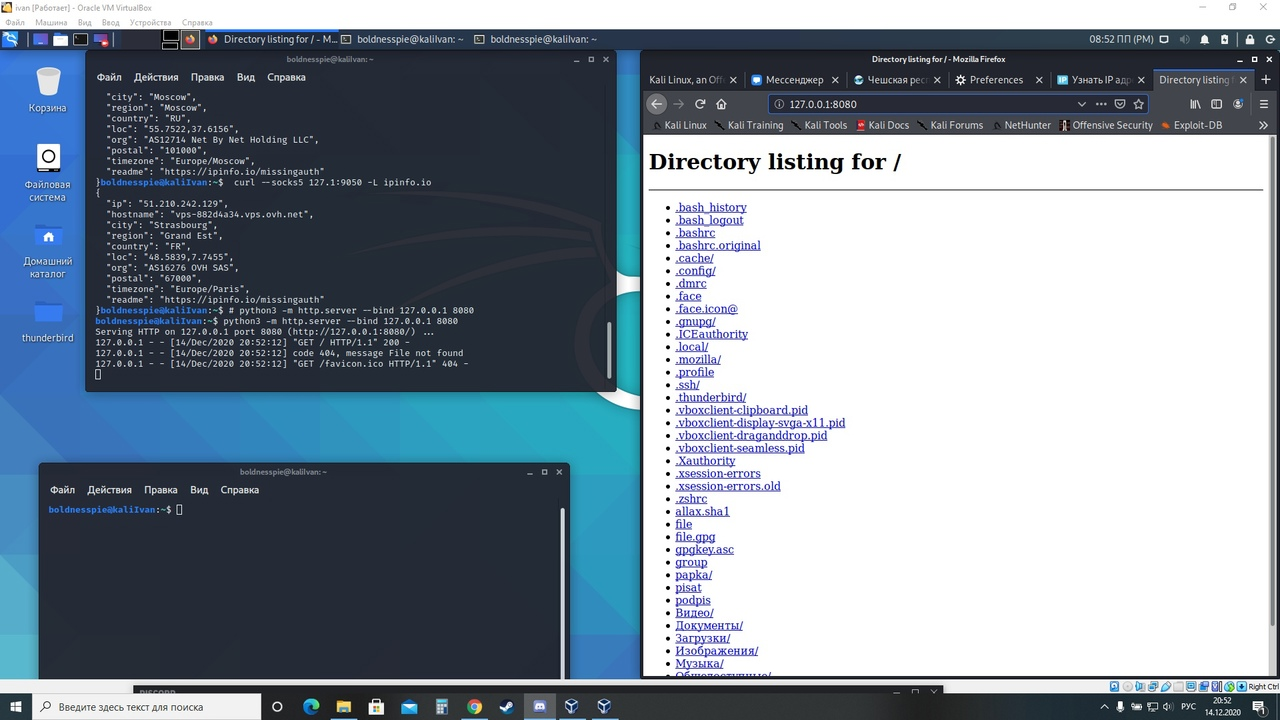 ivan [Работает] - Oracle VM VirtualBox
Файл Машина Вид Ввод Устройства Справка
Directory listing for / - M... boldnesspie@kaliIvan: ~ boldnesspie@kaliIvan: ~ 08:52 ПП (PM)
Корзина
Файловая
система
Домашний
каталог
thunderbird
boldnesspie@kaliIvan: ~
Файл Действия Правка Вид Справка
"city": "Moscow",
"region": "Moscow",
"country": "RU",
"loc": "55.7522,37.6156",
"org": "AS12714 Net By Net Holding LLC",
"postal": "101000",
"timezone": "Europe/Moscow",
"readme": "https://ipinfo.io/missingauth"
}boldnesspie@kaliIvan:~$ curl --socks5 127.1:9050 -L ipinfo.io
{
"ip": "51.210.242.129",
"hostname": "vps-882d4a34.vps.ovh.net",
"city": "Strasbourg",
"region": "Grand Est",
"country": "FR",
"loc": "48.5839,7.7455",
"org": "AS16276 OVH SAS",
"postal": "67000",
"timezone": "Europe/Paris",
"readme": "https://ipinfo.io/missingauth"
}boldnesspie@kaliIvan:~$ # python3 -m http.server --bind 127.0.0.1 8080
boldnesspie@kaliIvan:~$ python3 -m http.server --bind 127.0.0.1 8080
Serving HTTP on 127.0.0.1 port 8080 (http://127.0.0.1:8080/) ...
127.0.0.1 - - [14/Dec/2020 20:52:12] "GET / HTTP/1.1" 200 -
127.0.0.1 - - [14/Dec/2020 20:52:12] code 404, message File not found
127.0.0.1 - - [14/Dec/2020 20:52:12] "GET /favicon.ico HTTP/1.1" 404 -
boldnesspie@kaliIvan: ~
Файл Действия Правка Вид Справка
boldnesspie@kaliIvan:~$
Directory listing for / - Mozilla Firefox
Kali Linux, an Off Мессенджер Чешская рес Preferences Узнать IP адр Directory listing f
127.0.0.1:8080
Kali Linux Kali Training Kali Tools Kali Docs Kali Forums NetHunter Offensive Security Exploit-DB
Directory listing for /
.bash_history
.bash_logout
.bashrc
.bashrc.original
.cache/
.config/
.dmrc
.face
.face.icon@
.gnupg/
.ICEauthority
.local/
.mozilla/
.profile
.ssh/
.thunderbird/
.vboxclient-clipboard.pid
.vboxclient-display-svga-x11.pid
.vboxclient-draganddrop.pid
.vboxclient-seamless.pid
.Xauthority
.xsession-errors
.xsession-errors.old
.zshrc
allax.sha1
file
file.gpg
gpgkey.asc
group
papka/
pisat
podpis
Видео/
Документы/
Загрузки/
Изображения/
Музыка/
Общедоступные/
DISCORD
Right Ctrl
Введите здесь текст для поиска
РУС
20:52
14.12.2020